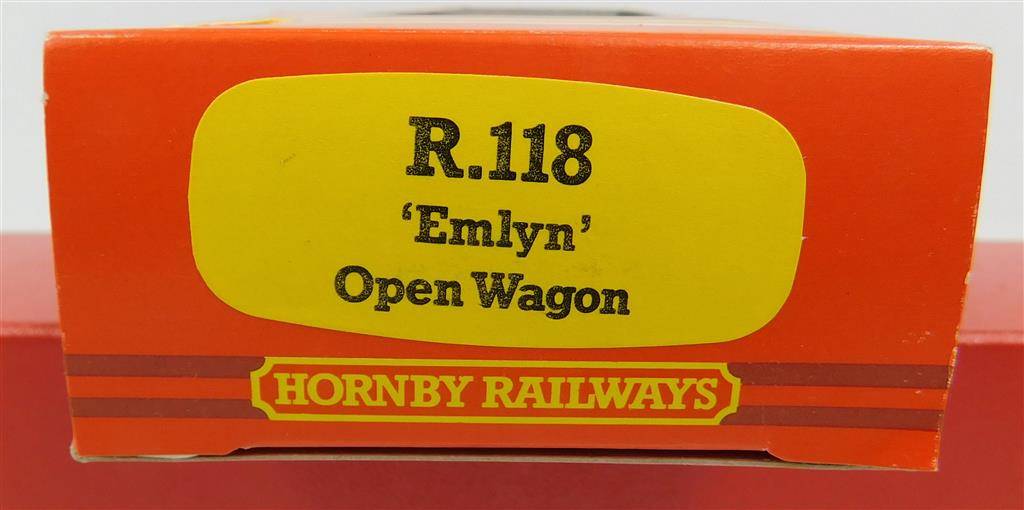 R.118
‘Emlyn’
Open Wagon
HORNBY RAILWAYS